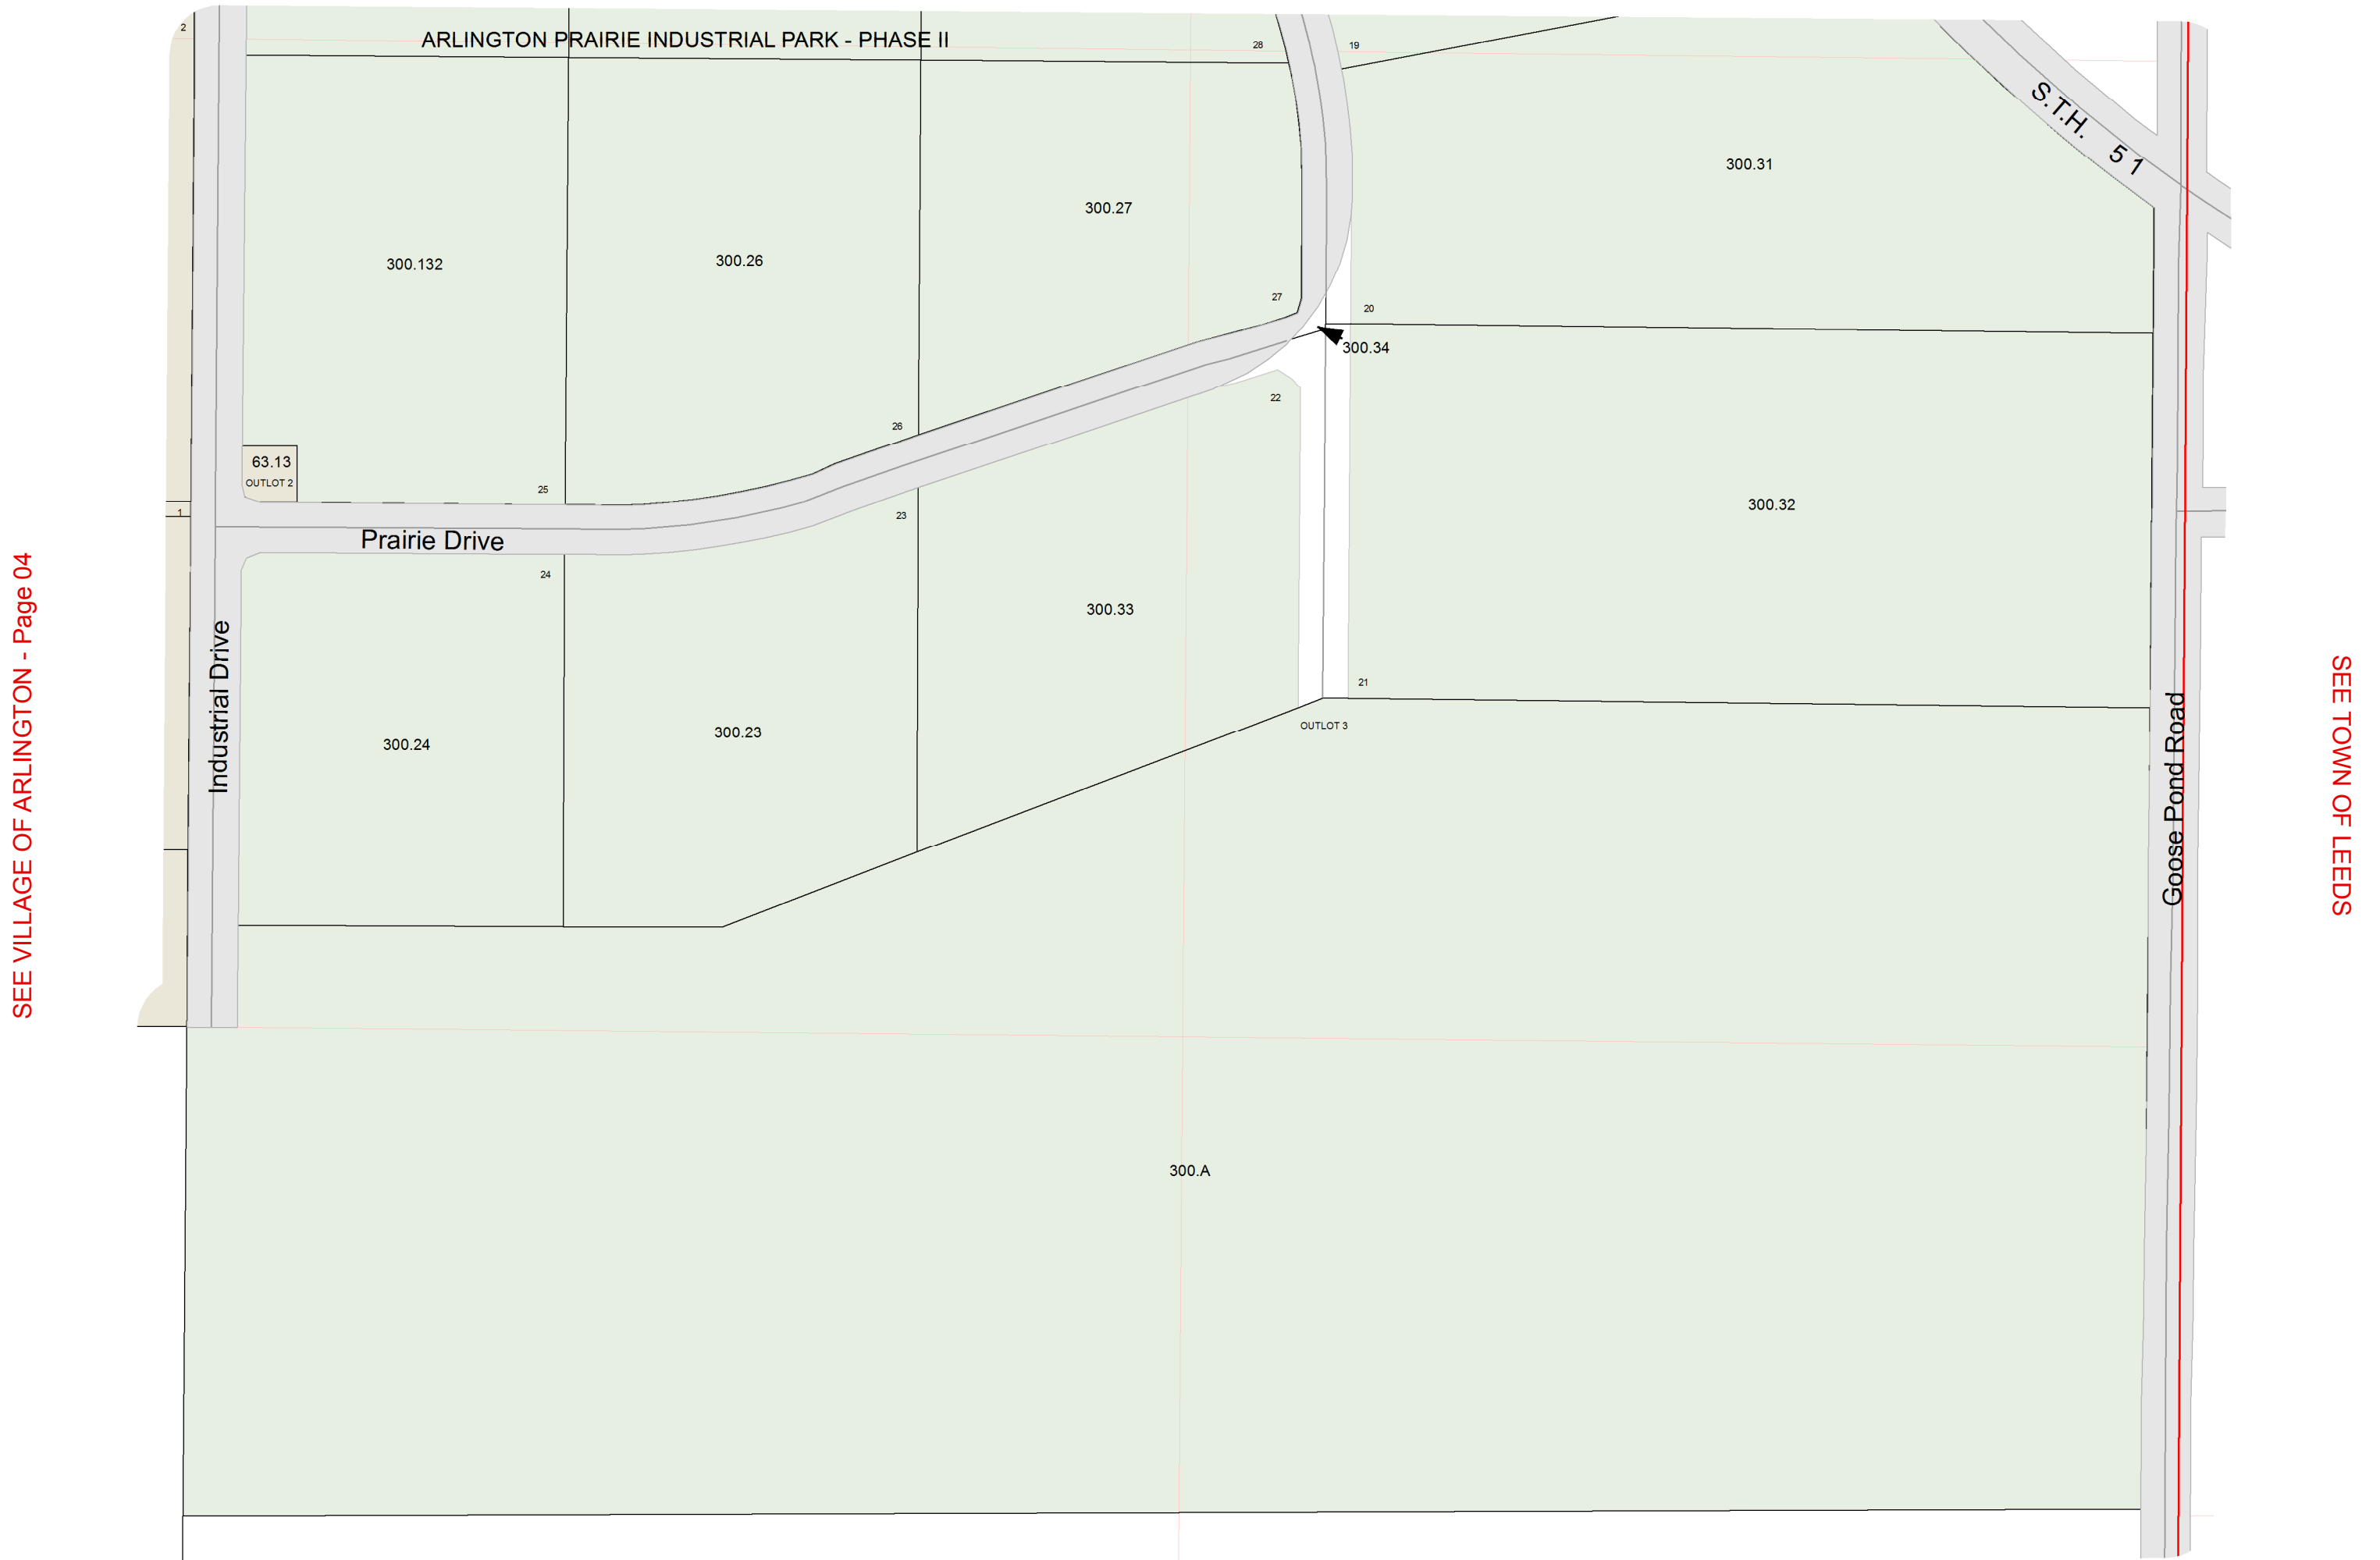 2
ARLINGTON PRAIRIE INDUSTRIAL PARK - PHASE II
28
19
S.T.H. 51
300.31
300.27
300.132
300.26
27
20
300.34
22
26
63.13
OUTLOT 2
25
1
23
300.32
Prairie Drive
24
300.33
SEE VILLAGE OF ARLINGTON - Page 04
Industrial Drive
21
OUTLOT 3
300.24
300.23
Goose Pond Road
SEE TOWN OF LEEDS
300.A